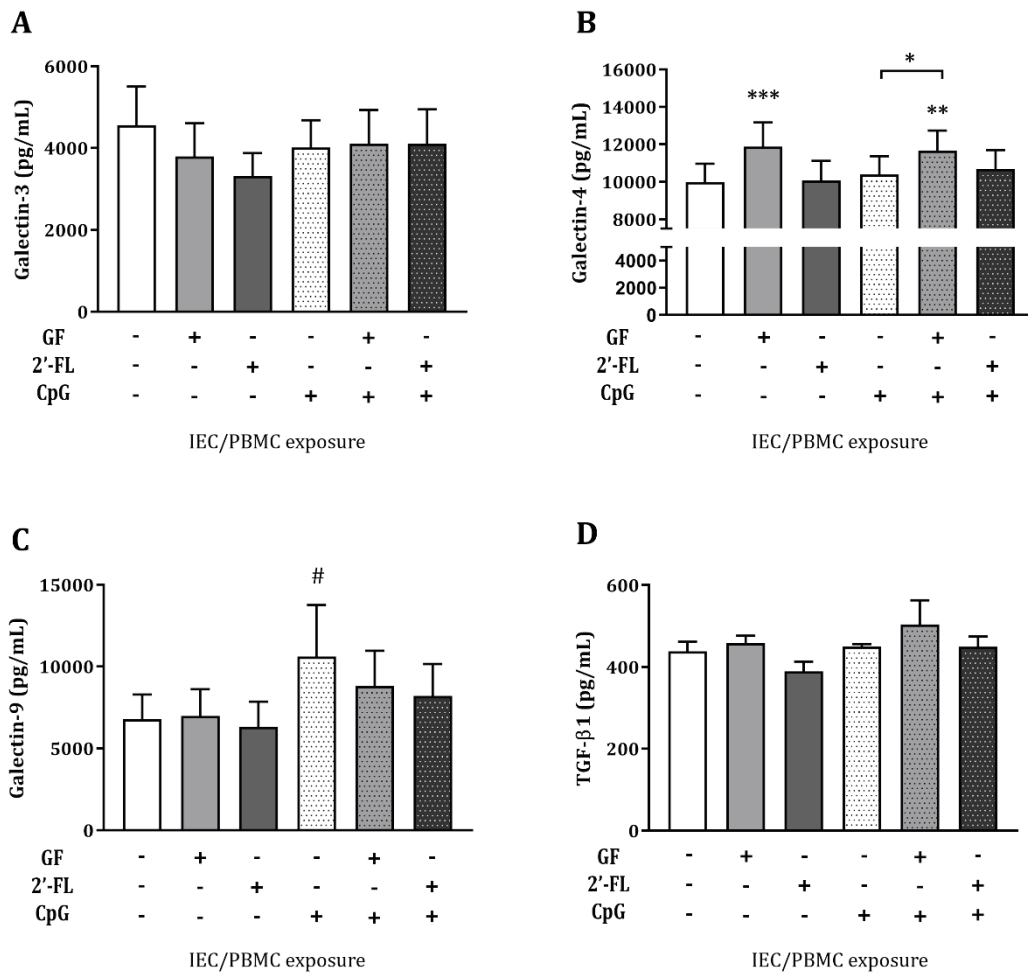 A
Galectin-3 (pg/mL)
6000
4000
2000
0
GF - + - - + -
2'-FL - - + - - +
CpG - - - + + +
IEC/PBMC exposure
B
Galectin-4 (pg/mL)
16000
14000
12000
10000
8000
4000
2000
0
***
*
**
GF - + - - + -
2'-FL - - + - - +
CpG - - - + + +
IEC/PBMC exposure
C
Galectin-9 (pg/mL)
15000
10000
5000
0
#
GF - + - - + -
2'-FL - - + - - +
CpG - - - + + +
IEC/PBMC exposure
D
TGF-β1 (pg/mL)
600
400
200
0
GF - + - - + -
2'-FL - - + - - +
CpG - - - + + +
IEC/PBMC exposure